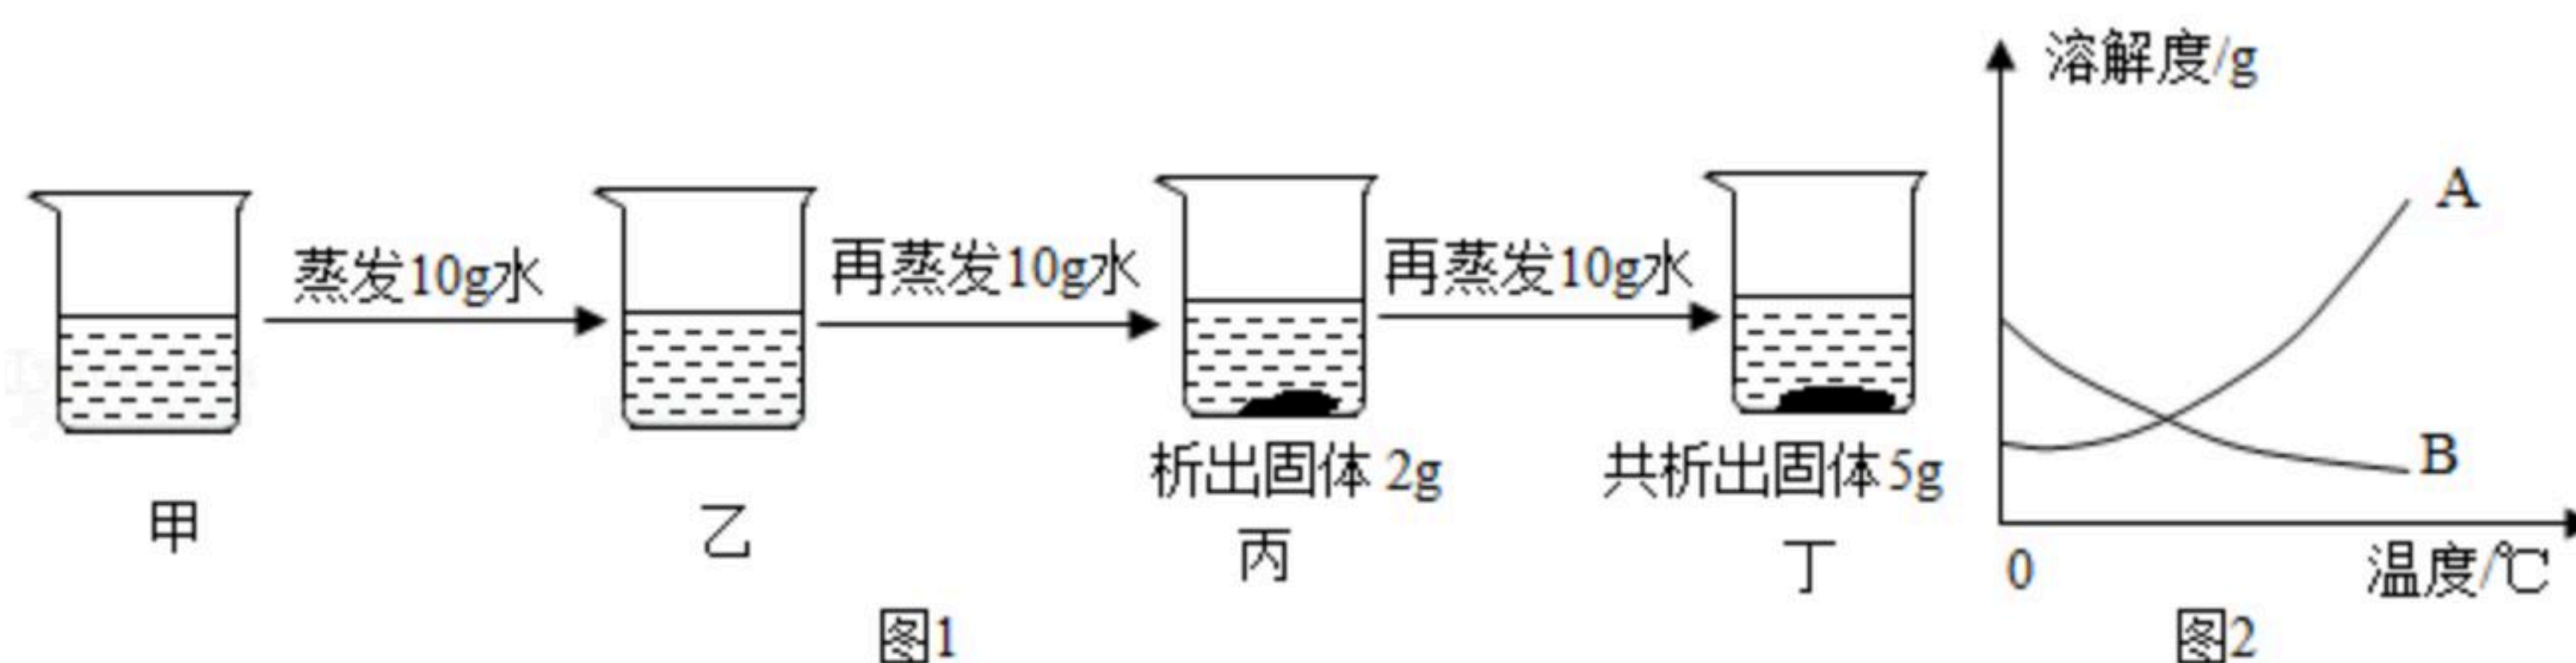 蒸发10g水
再蒸发10g水
再蒸发10g水
析出固体 2g
共析出固体5g
甲
乙
丙
丁
图1
溶解度/g
A
B
0
温度/℃
图2